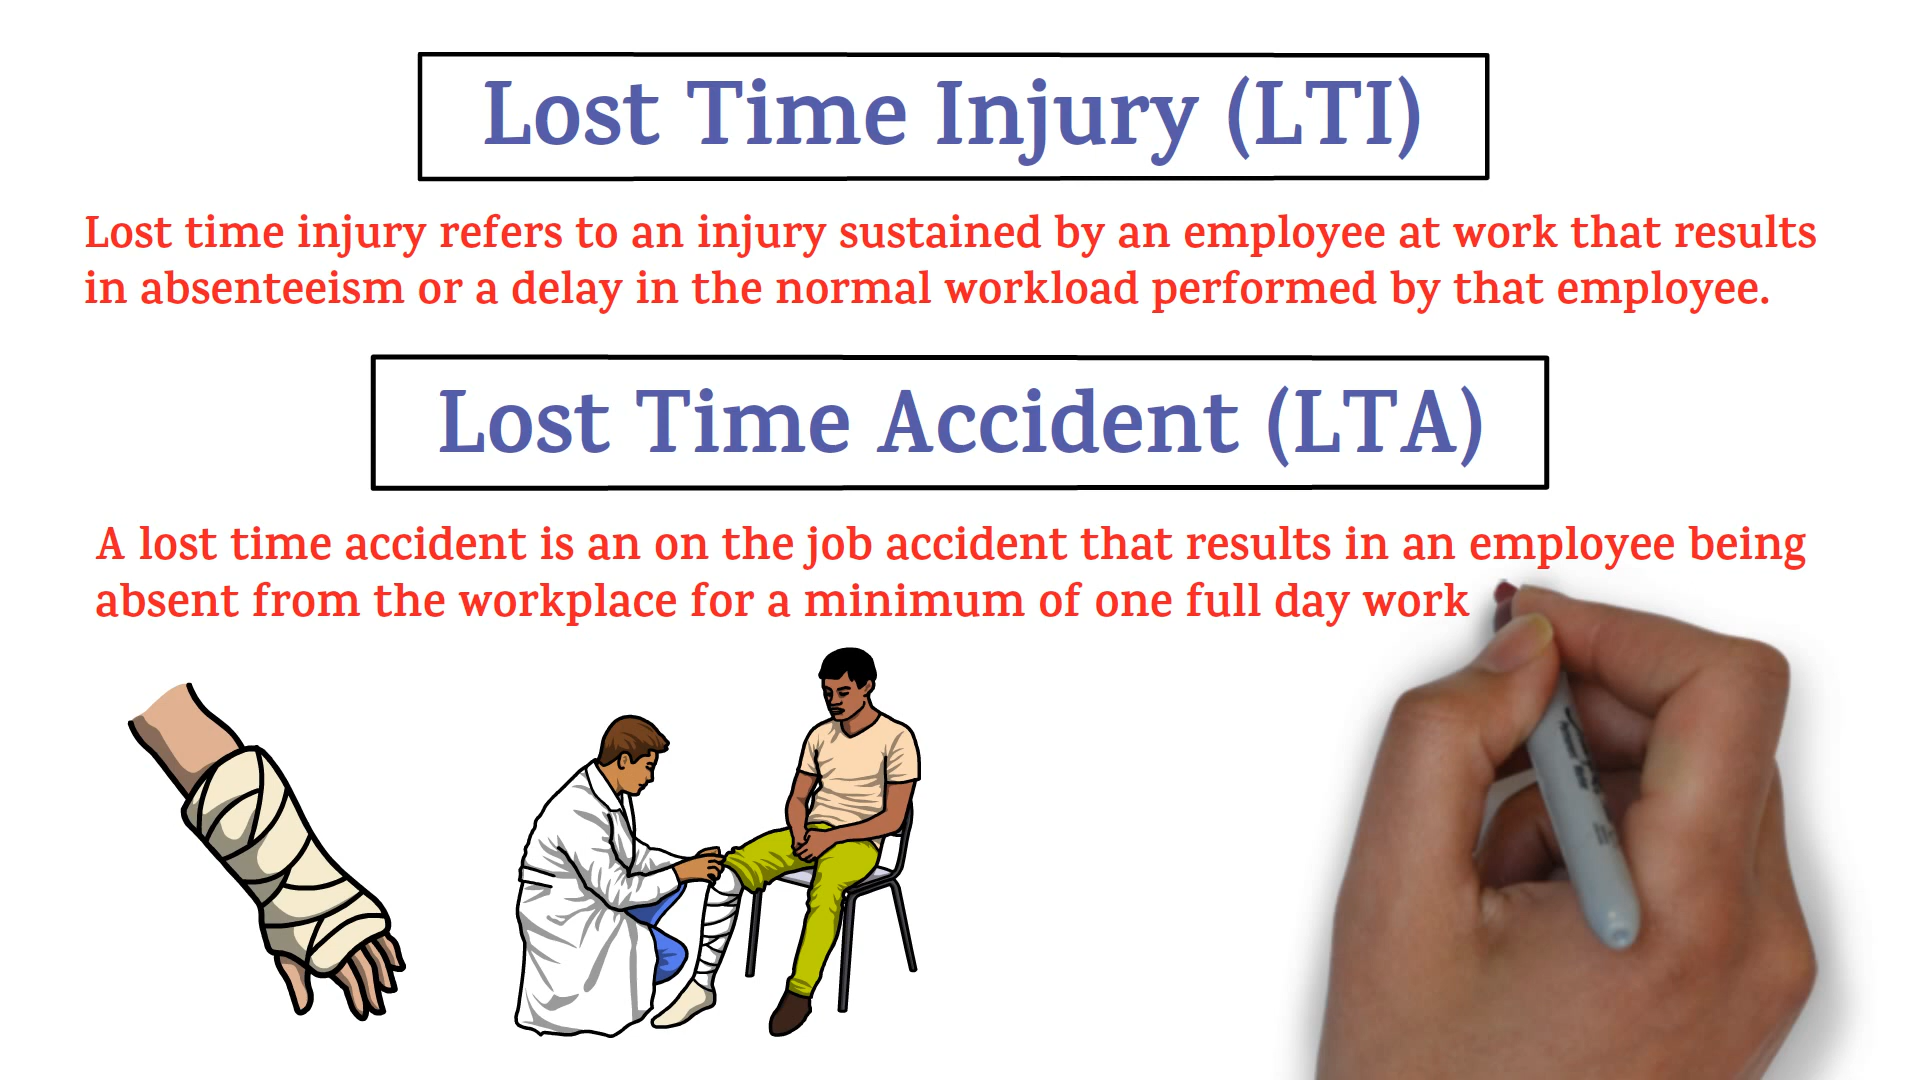 Lost Time Injury (LTI)
Lost time injury refers to an injury sustained by an employee at work that results
in absenteeism or a delay in the normal workload performed by that employee.
Lost Time Accident (LTA)
A lost time accident is an on the job accident that results in an employee being
absent from the workplace for a minimum of one full day work